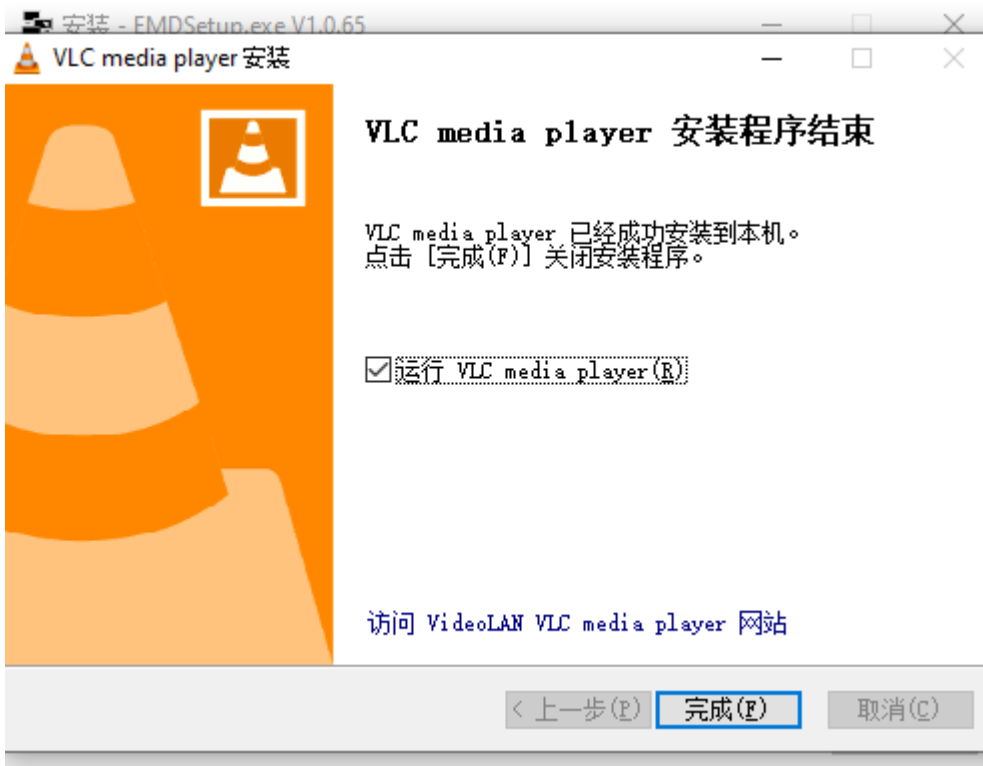 安装 - EMDSetup.exe V1.0.65
VLC media player 安装
VLC media player 安装程序结束
VLC media player 已经成功安装到本机。
点击 [完成(F)] 关闭安装程序。
运行 VLC media player(R)
访问 VideoLAN VLC media player 网站
< 上一步(P)
完成(F)
取消(C)